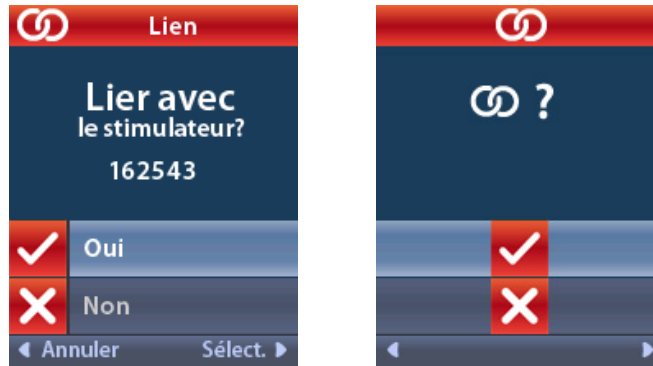 Lien
Lier avec
le stimulateur?
162543
Oui
Non
Annuler Sélect.
?